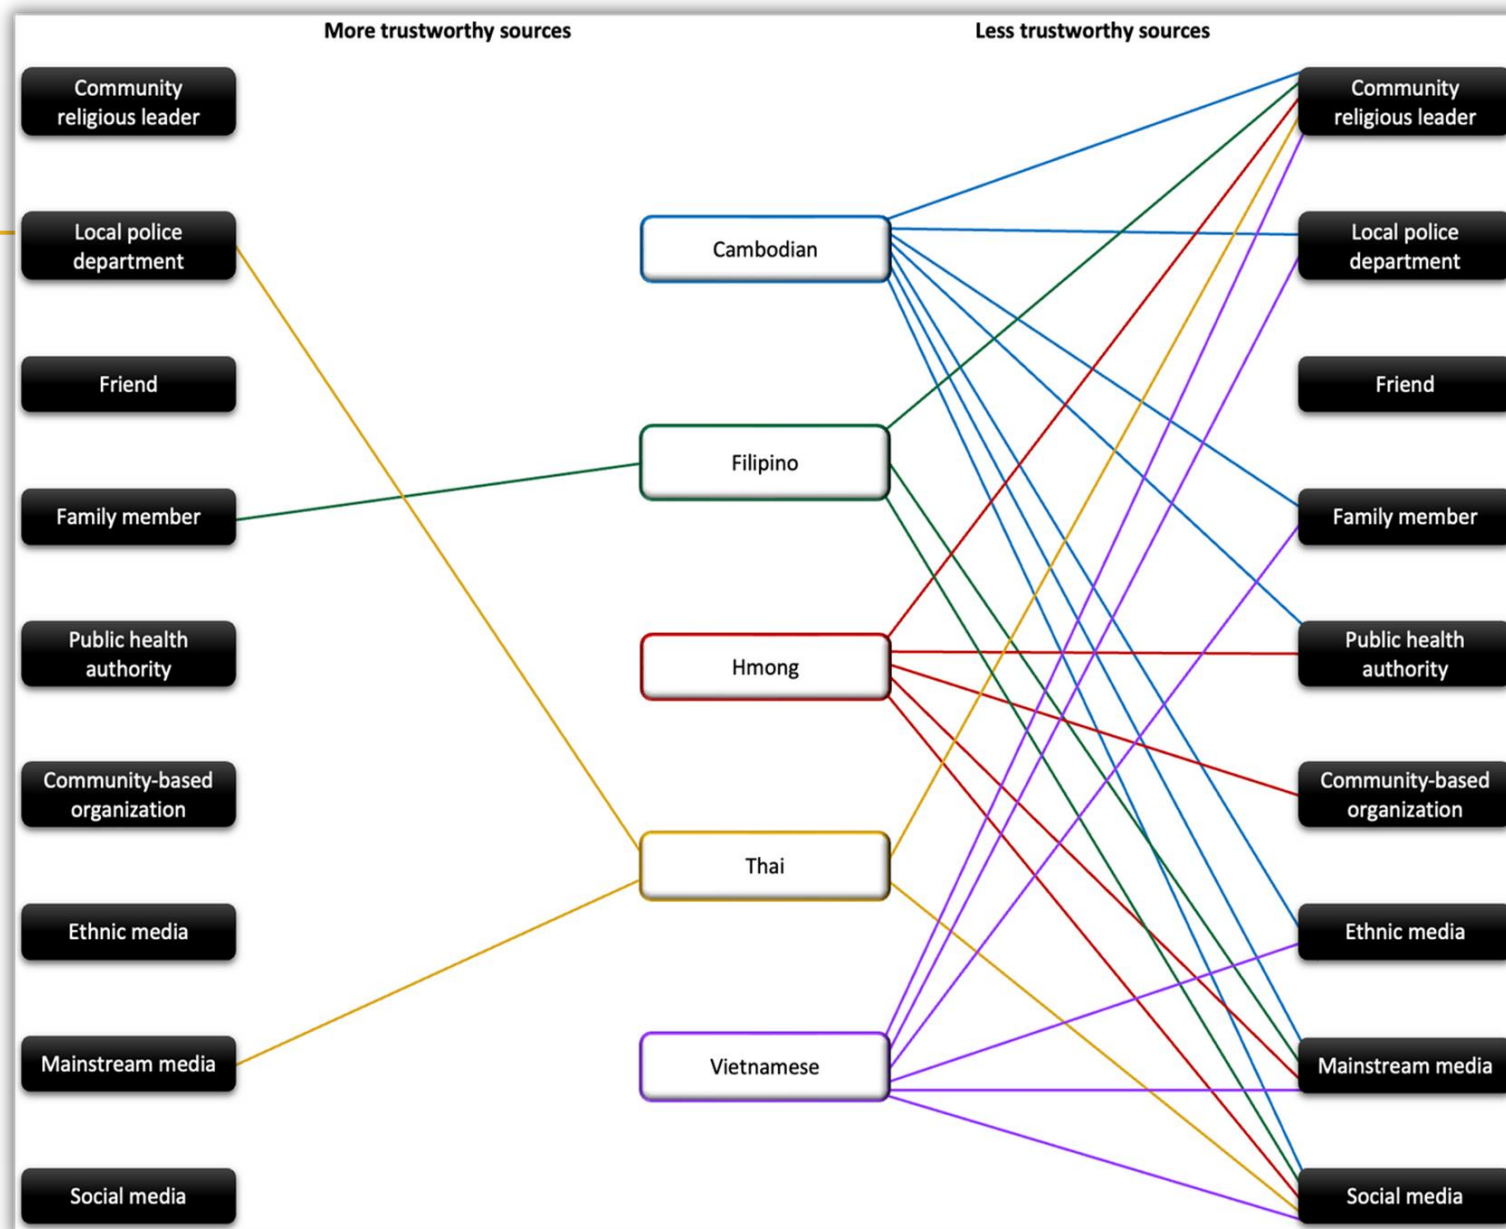 More trustworthy sources
Less trustworthy sources
Community
religious leader
Local police
department
Friend
Family member
Public health
authority
Community-based
organization
Ethnic media
Mainstream media
Social media
Cambodian
Filipino
Hmong
Thai
Vietnamese
Community
religious leader
Local police
department
Friend
Family member
Public health
authority
Community-based
organization
Ethnic media
Mainstream media
Social media